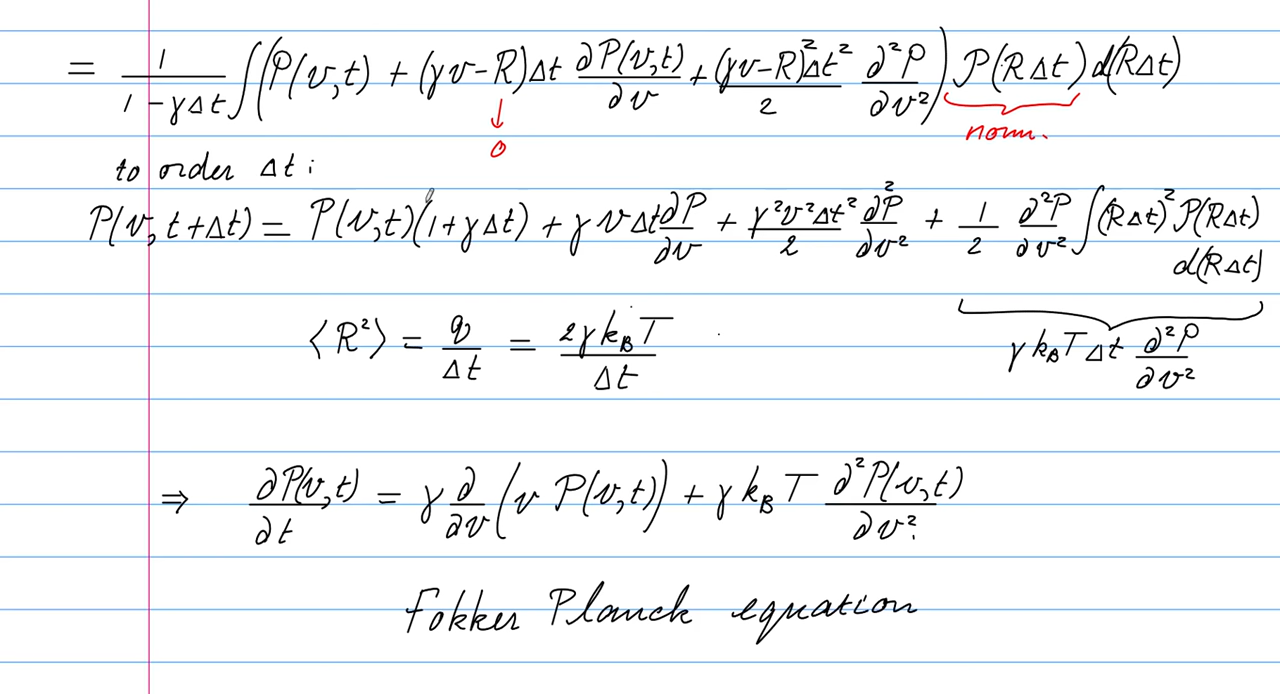 = 1/(1-γΔt) ∫(P(v,t) + (γv-R)Δt ∂P(v,t)/∂v + (γv-R)²Δt²/2 ∂²P/∂v²) P(RΔt) d(RΔt)
↓ 0 norm.
to order Δt:
P(v, t+Δt) = P(v,t)(1+γΔt) + γvΔt ∂P/∂v + γ²v²Δt²/2 ∂²P/∂v² + 1/2 ∂²P/∂v² ∫(RΔt)² P(RΔt) d(RΔt)
⟨R²⟩ = q/Δt = 2γk_BT/Δt γk_BTΔt ∂²P/∂v²
⇒ ∂P(v,t)/∂t = γ ∂/∂v (v P(v,t)) + γk_BT ∂²P(v,t)/∂v²
Fokker Planck equation